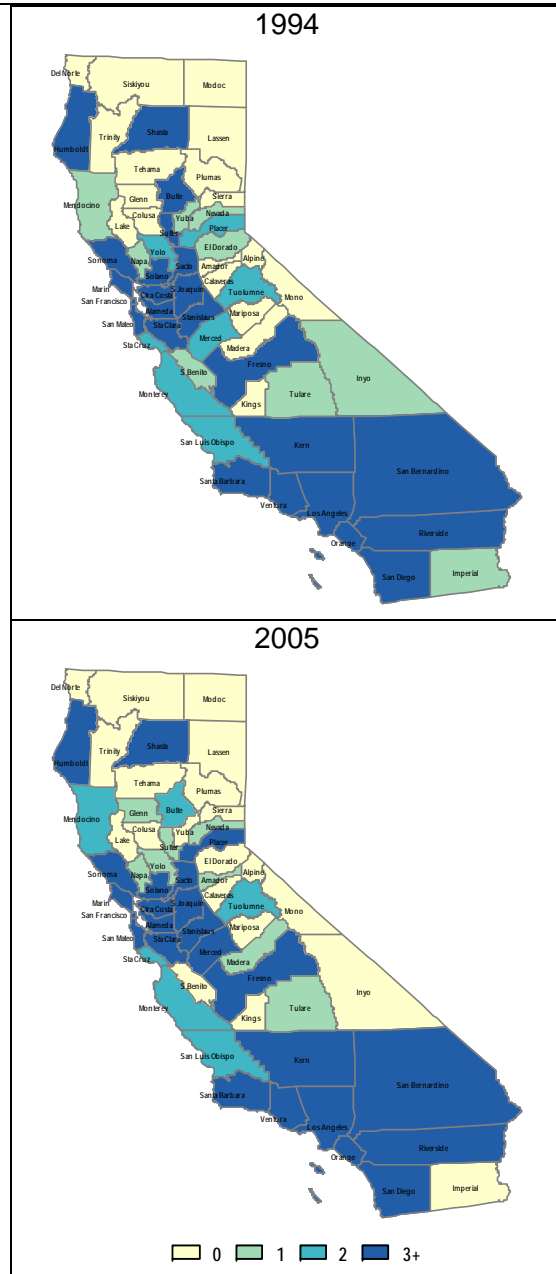 1994
Del Norte
Siskiyou
Modoc
Humboldt
Trinity
Shasta
Lassen
Tehama
Plumas
Mendocino
Glenn
Butte
Sierra
Colusa
Lake
Sutter
Yuba
Nevada
Placer
Yolo
El Dorado
Sonoma
Napa
Solano
Sacto
Amador
Alpine
Calaveras
Marin
San Francisco
Ctra Costa
S Joaquin
Tuolumne
Mono
Alameda
San Mateo
Sta Clara
Stanislaus
Mariposa
Sta Cruz
Merced
Madera
S.Benito
Fresno
Inyo
Monterey
Kings
Tulare
San Luis Obispo
Kern
San Bernardino
Santa Barbara
Ventura
Los Angeles
Orange
Riverside
San Diego
Imperial
2005
Del Norte
Siskiyou
Modoc
Humboldt
Trinity
Shasta
Lassen
Tehama
Plumas
Mendocino
Glenn
Butte
Sierra
Colusa
Lake
Sutter
Yuba
Nevada
Placer
Yolo
El Dorado
Sonoma
Napa
Solano
Sacto
Amador
Alpine
Calaveras
Marin
San Francisco
Ctra Costa
S Joaquin
Tuolumne
Mono
Alameda
San Mateo
Sta Clara
Stanislaus
Mariposa
Sta Cruz
Merced
Madera
S.Benito
Fresno
Inyo
Monterey
Kings
Tulare
San Luis Obispo
Kern
San Bernardino
Santa Barbara
Ventura
Los Angeles
Orange
Riverside
San Diego
Imperial
0 1 2 3+